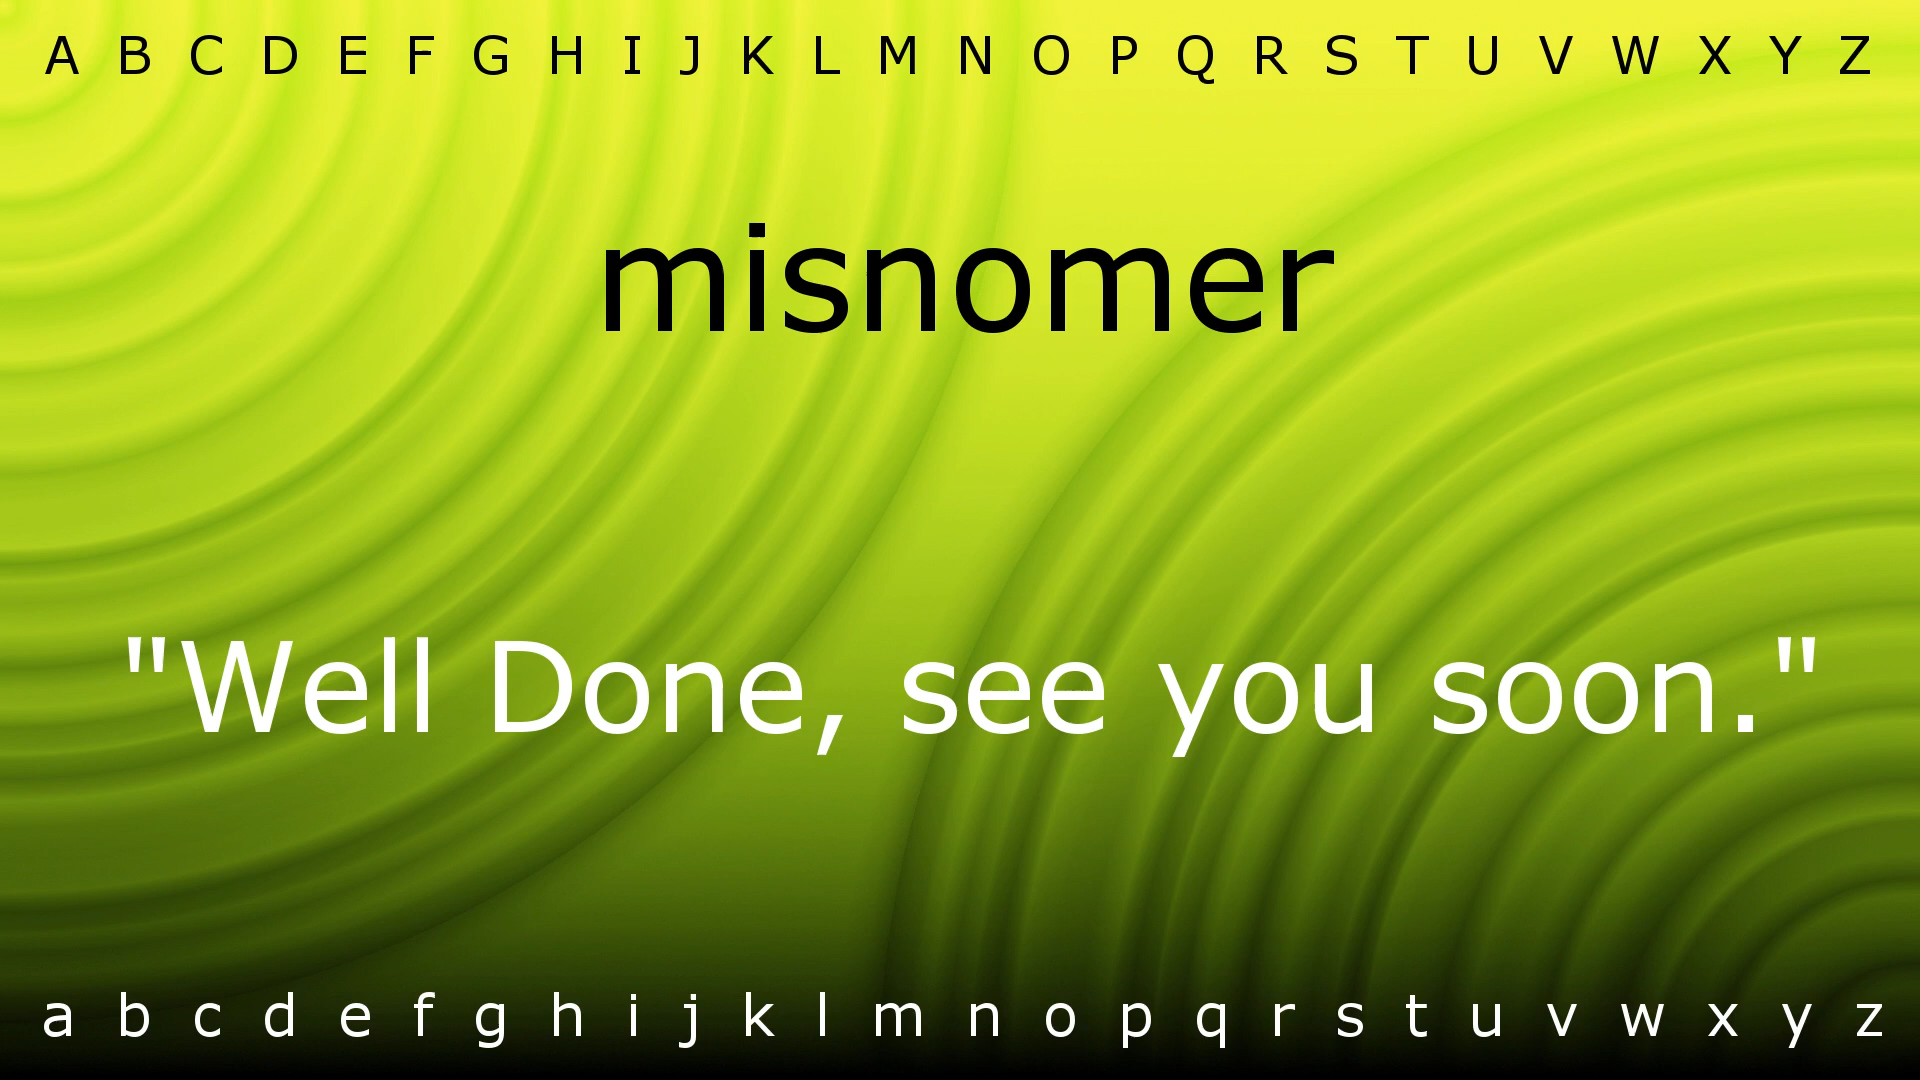 A B C D E F G H I J K L M N O P Q R S T U V W X Y Z
misnomer
"Well Done, see you soon."
a b c d e f g h i j k l m n o p q r s t u v w x y z